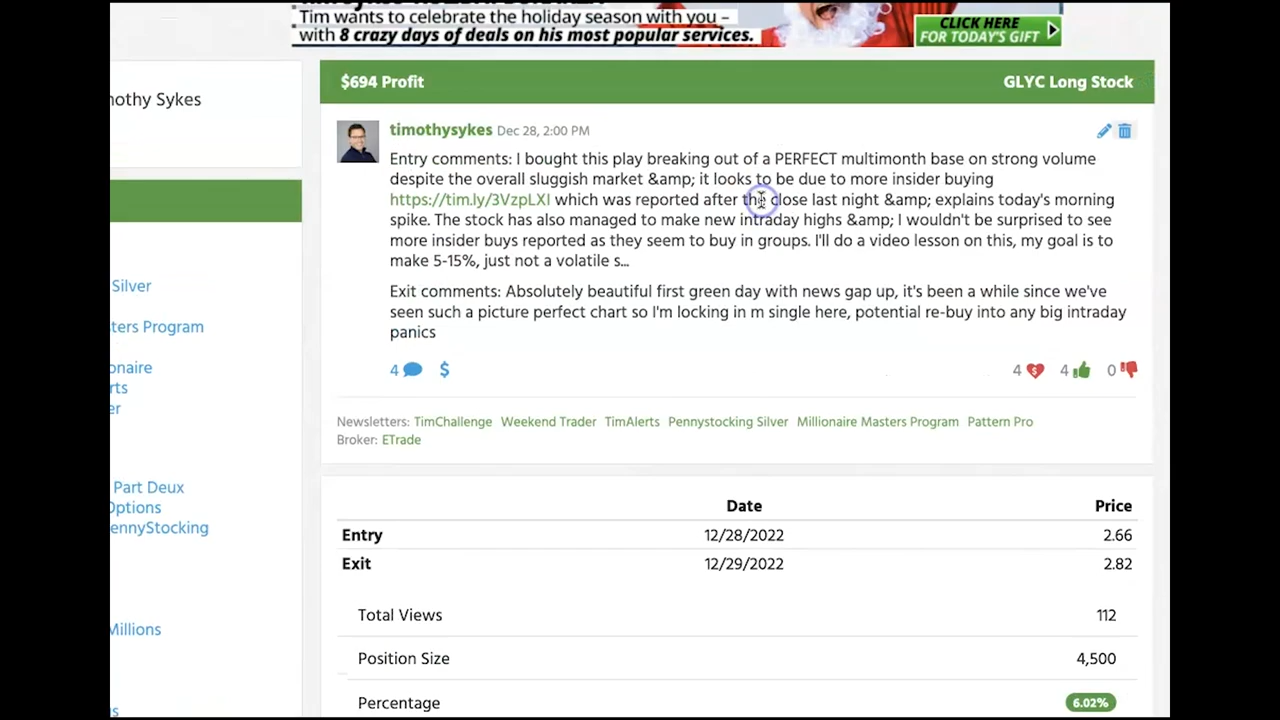 Tim wants to celebrate the holiday season with you –
with 8 crazy days of deals on his most popular services.
CLICK HERE
FOR TODAY'S GIFT
$694 Profit
GLYC Long Stock
mothy Sykes
timothysykes Dec 28, 2:00 PM
Entry comments: I bought this play breaking out of a PERFECT multimonth base on strong volume
despite the overall sluggish market &amp; it looks to be due to more insider buying
https://tim.ly/3VzpLXI which was reported after the close last night &amp; explains today's morning
spike. The stock has also managed to make new intraday highs &amp; I wouldn't be surprised to see
more insider buys reported as they seem to buy in groups. I'll do a video lesson on this, my goal is to
make 5-15%, just not a volatile s...
Exit comments: Absolutely beautiful first green day with news gap up, it's been a while since we've
seen such a picture perfect chart so I'm locking in m single here, potential re-buy into any big intraday
panics
4 $
4 4 0
Newsletters: TimChallenge Weekend Trader TimAlerts Pennystocking Silver Millionaire Masters Program Pattern Pro
Broker: ETrade
Silver
sters Program
onaire
rts
er
Part Deux
Options
ennyStocking
Millions
Date Price
Entry 12/28/2022 2.66
Exit 12/29/2022 2.82
Total Views 112
Position Size 4,500
Percentage 6.02%